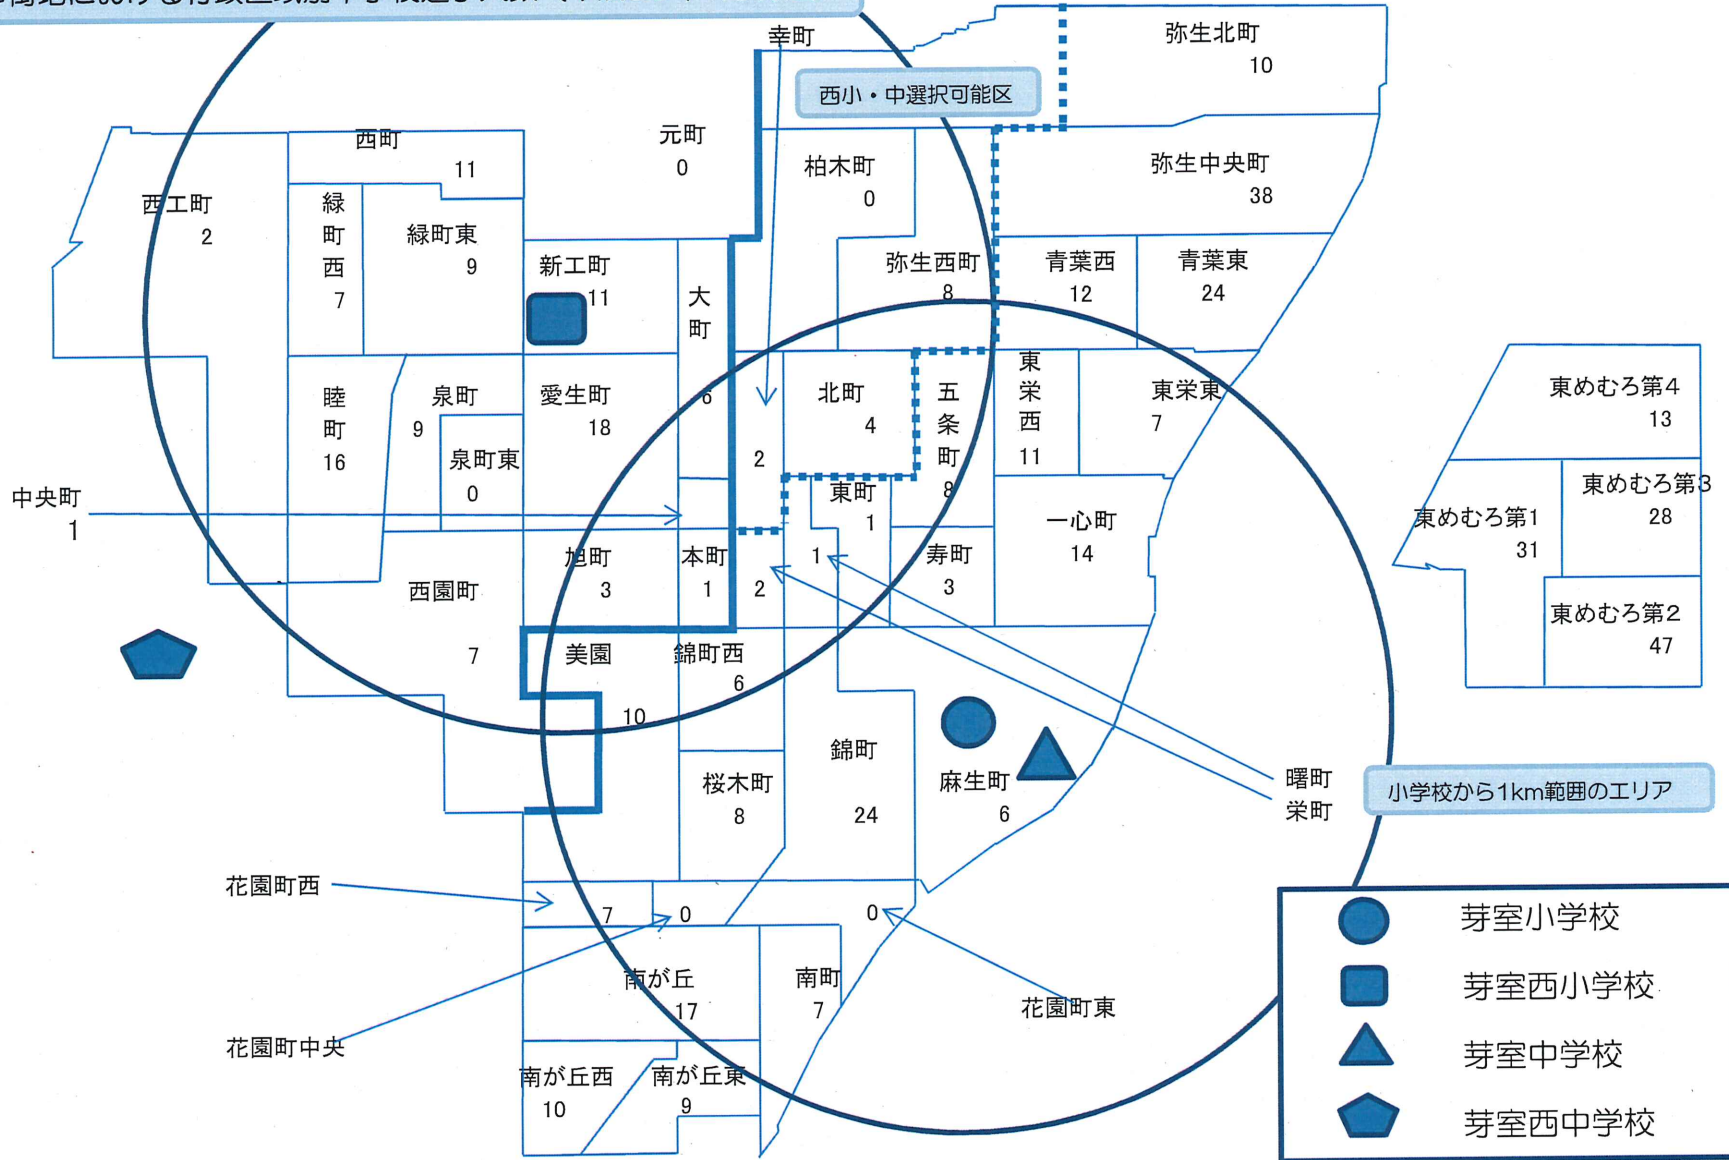 幸町
弥生北町
10
西小・中選択可能区
元町
0
西町
11
柏木町
0
弥生中央町
38
西工町
2
緑町西
7
緑町東
9
新工町
11
大町
6
弥生西町
8
青葉西
12
青葉東
24
睦町
16
泉町
9
泉町東
0
愛生町
18
2
北町
4
五条町
8
東栄西
11
東栄東
7
東めむろ第4
13
中央町
1
東町
1
一心町
14
東めむろ第1
31
東めむろ第3
28
西園町
7
旭町
3
本町
1
2
1
寿町
3
東めむろ第2
47
美園
10
錦町西
6
錦町
24
麻生町
6
曙町
栄町
小学校から1km範囲のエリア
桜木町
8
花園町西
7
0
0
南が丘
17
南町
7
花園町東
花園町中央
南が丘西
10
南が丘東
9
芽室小学校
芽室西小学校
芽室中学校
芽室西中学校